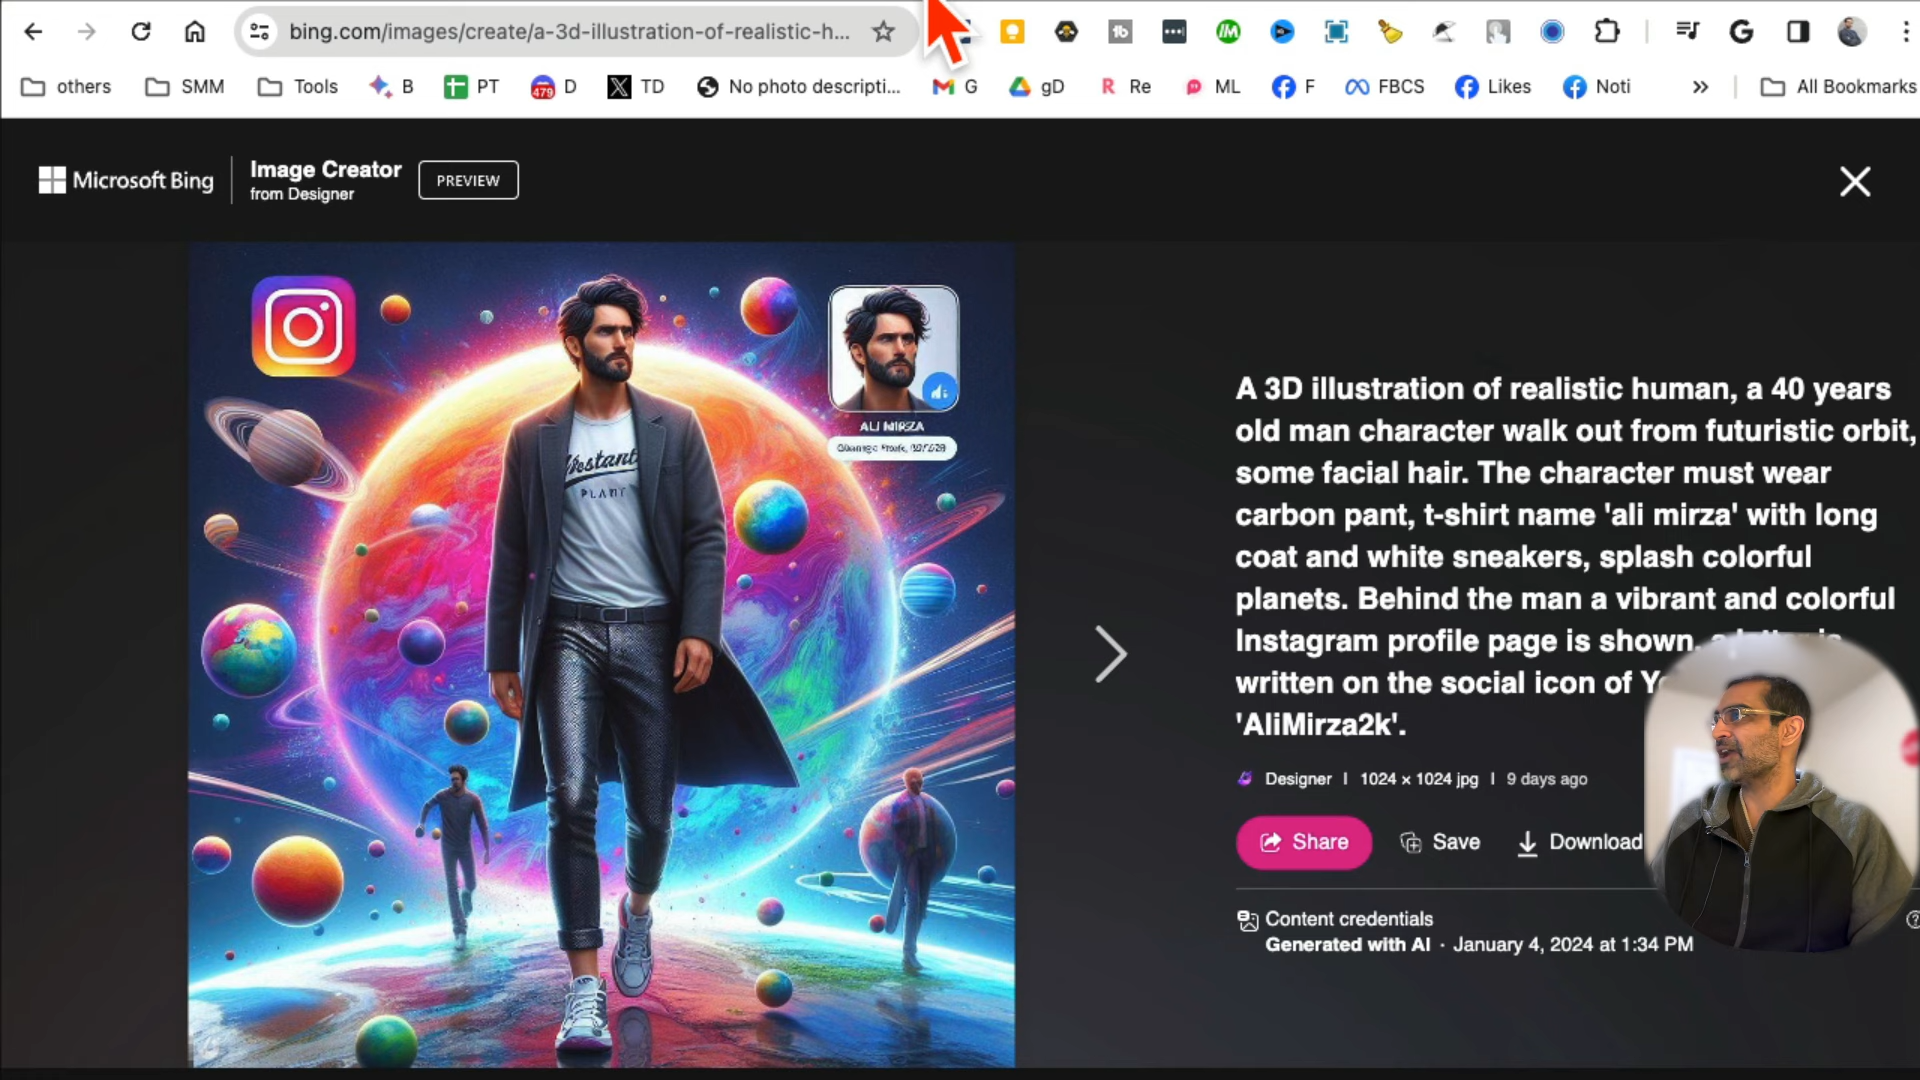 bing.com/images/create/a-3d-illustration-of-realistic-h...
others
SMM
Tools
B
PT
479
D
TD
No photo descripti...
G
gD
Re
ML
F
FBCS
Likes
Noti
All Bookmarks
Microsoft Bing
Image Creator
from Designer
PREVIEW
ALI MIRZA
PLANT
A 3D illustration of realistic human, a 40 years
old man character walk out from futuristic orbit,
some facial hair. The character must wear
carbon pant, t-shirt name 'ali mirza' with long
coat and white sneakers, splash colorful
planets. Behind the man a vibrant and colorful
Instagram profile page is shown.
written on the social icon of
'AliMirza2k'.
Designer | 1024 × 1024 jpg | 9 days ago
Share
Save
Download
Content credentials
Generated with AI · January 4, 2024 at 1:34 PM